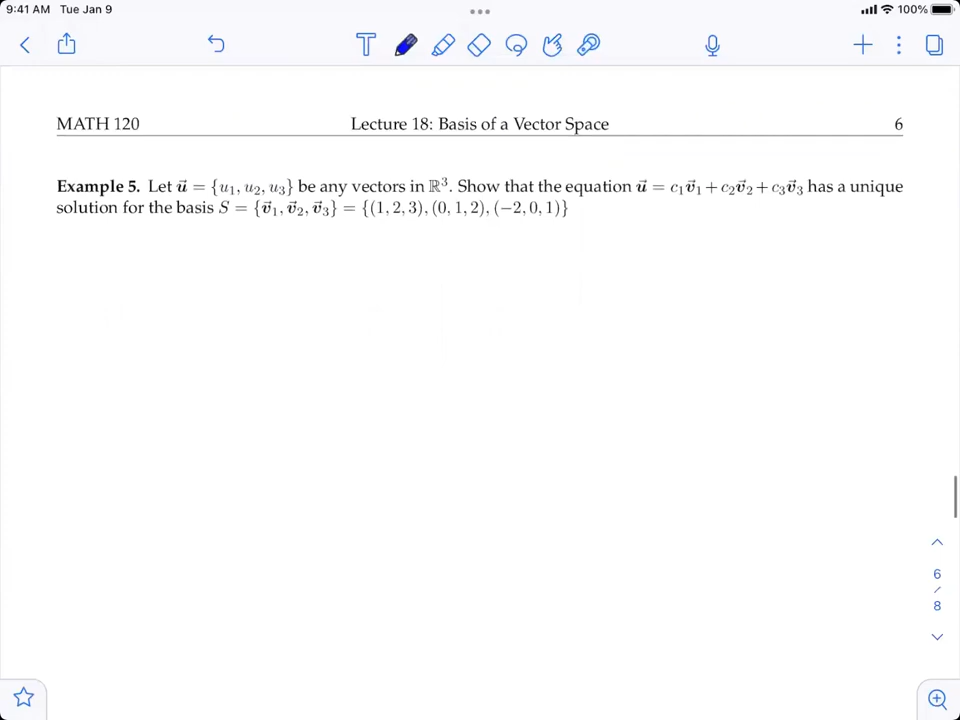 9:41 AM Tue Jan 9
100%
MATH 120 Lecture 18: Basis of a Vector Space 6
Example 5. Let u⃗ = {u₁, u₂, u₃} be any vectors in ℝ³. Show that the equation u⃗ = c₁v⃗₁ + c₂v⃗₂ + c₃v⃗₃ has a unique
solution for the basis S = {v⃗₁, v⃗₂, v⃗₃} = {(1, 2, 3), (0, 1, 2), (−2, 0, 1)}
6
/
8